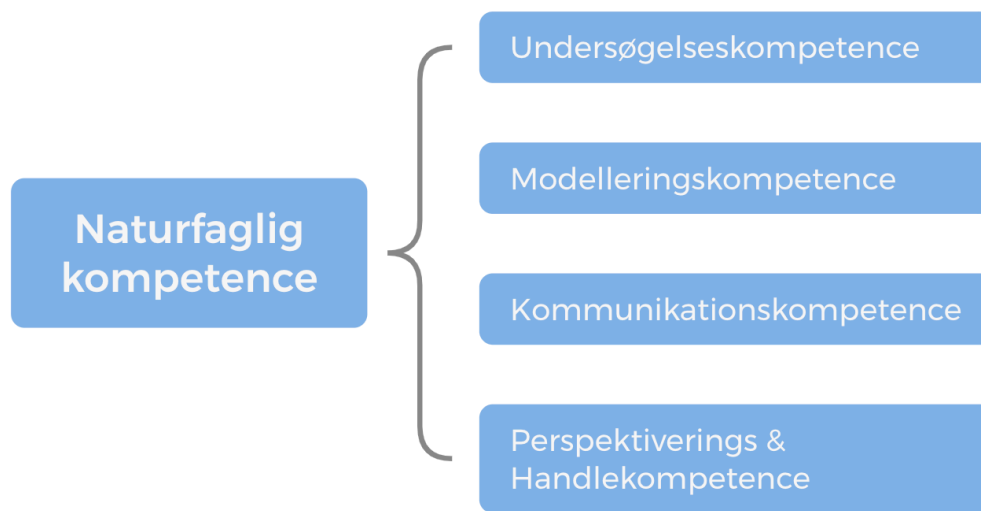 Naturfaglig
kompetence
Undersøgelseskompetence
Modelleringskompetence
Kommunikationskompetence
Perspektiverings &
Handlekompetence